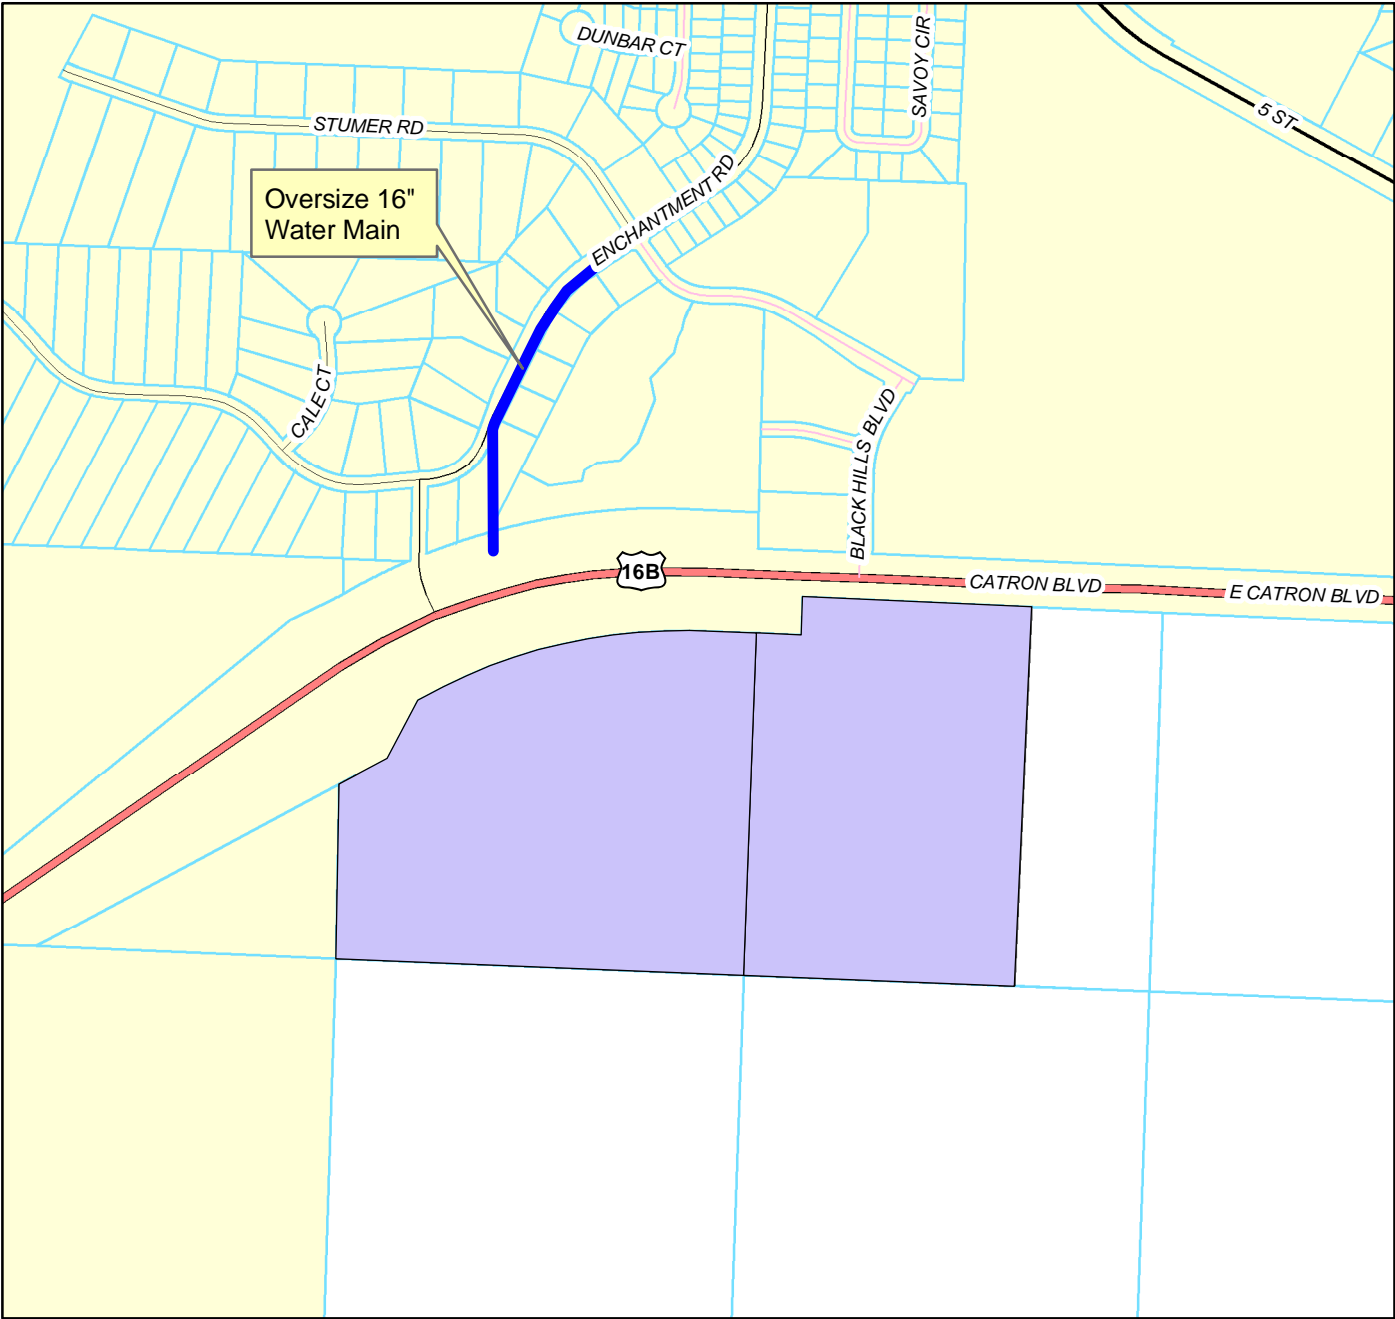 DUNBAR CT
SAVOY CIR
5 ST
STUMER RD
ENCHANTMENT RD
Oversize 16"
Water Main
CALE CT
BLACK HILLS BLVD
16B
CATRON BLVD
E CATRON BLVD